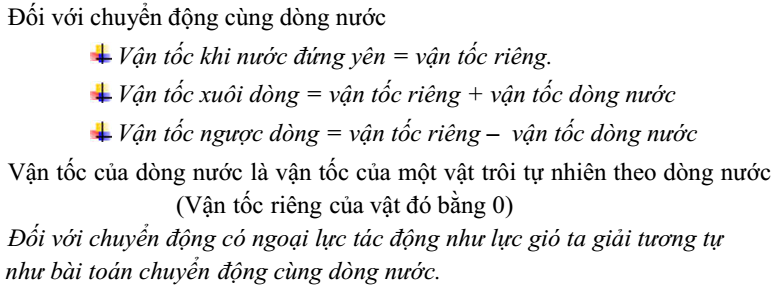 Đối với chuyển động cùng dòng nước
Vận tốc khi nước đứng yên = vận tốc riêng.
Vận tốc xuôi dòng = vận tốc riêng + vận tốc dòng nước
Vận tốc ngược dòng = vận tốc riêng – vận tốc dòng nước
Vận tốc của dòng nước là vận tốc của một vật trôi tự nhiên theo dòng nước
(Vận tốc riêng của vật đó bằng 0)
Đối với chuyển động có ngoại lực tác động như lực gió ta giải tương tự
như bài toán chuyển động cùng dòng nước.